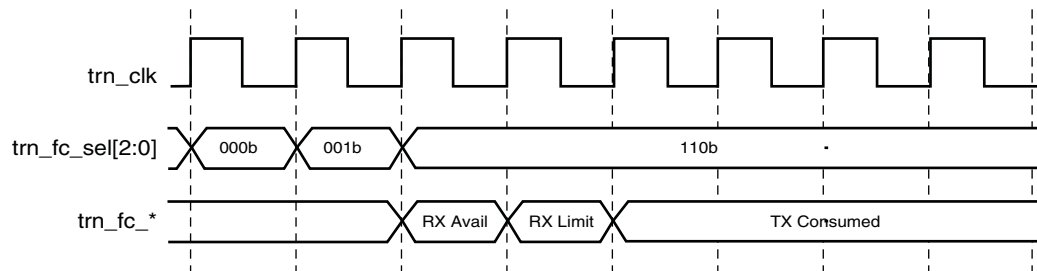 trn_clk
trn_fc_sel[2:0] 000b 001b 110b
trn_fc_* RX Avail RX Limit TX Consumed